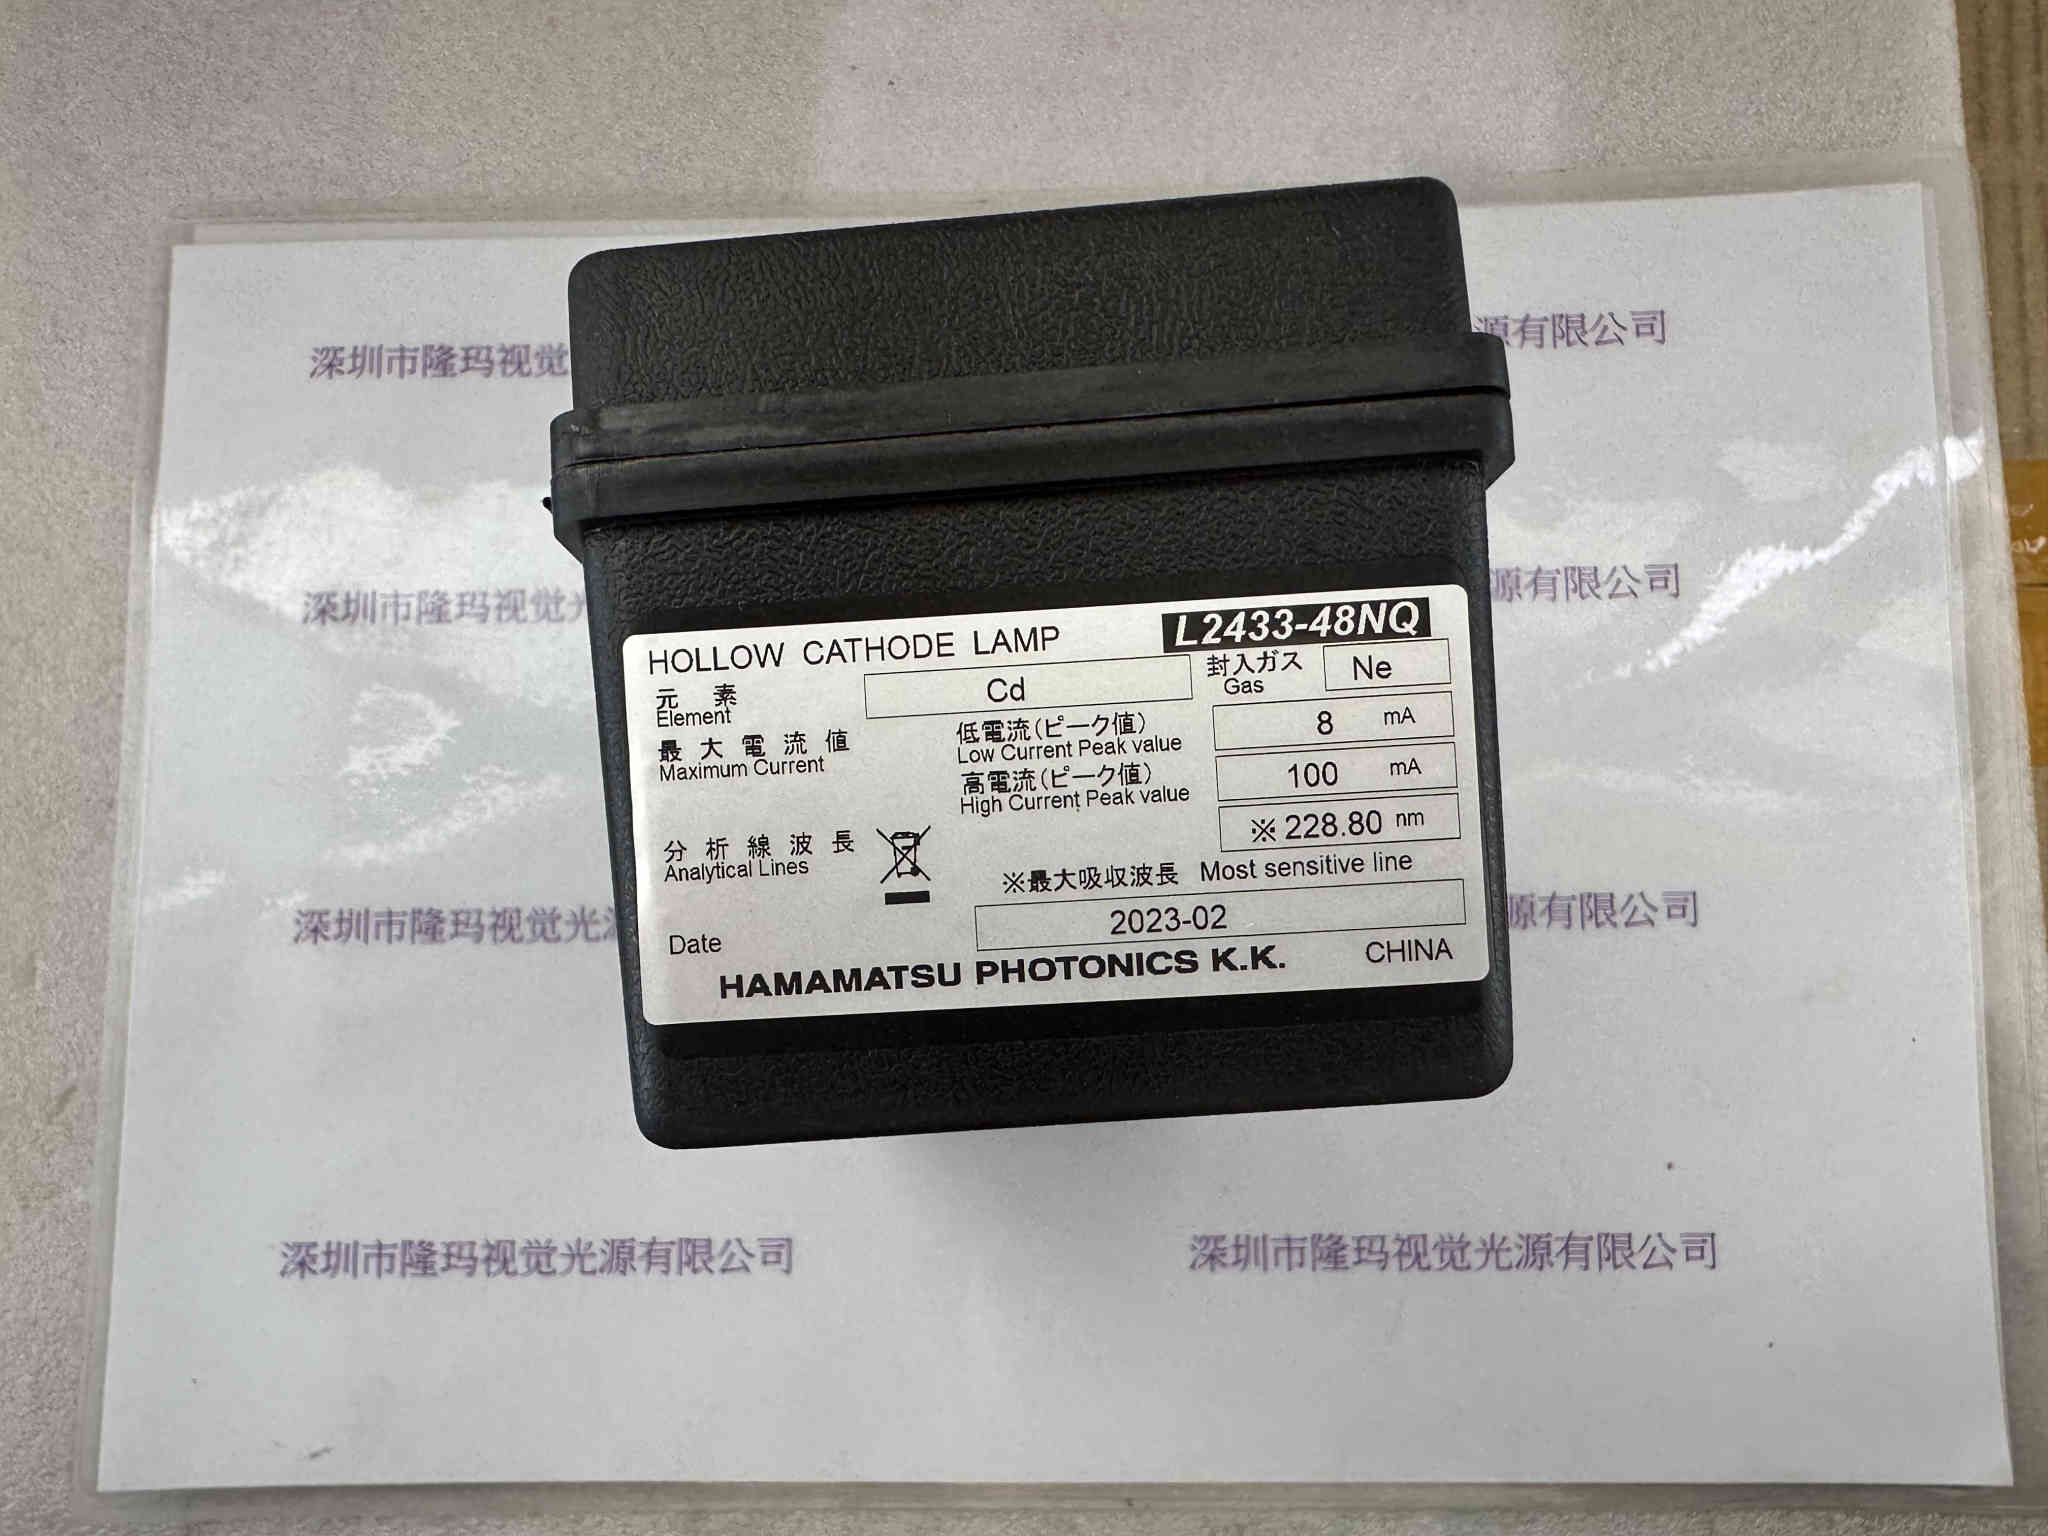 深圳市隆玛视觉
源有限公司
深圳市隆玛视觉光
源有限公司
HOLLOW CATHODE LAMP
L2433-48NQ
元素
Element
Cd
封入ガス
Gas
Ne
最大電流値
Maximum Current
低電流(ピーク値)
Low Current Peak value
8 mA
高電流(ピーク値)
High Current Peak value
100 mA
分析線波長
Analytical Lines
※228.80 nm
※最大吸収波長 Most sensitive line
Date
2023-02
HAMAMATSU PHOTONICS K.K.
CHINA
深圳市隆玛视觉光
源有限公司
深圳市隆玛视觉光源有限公司
深圳市隆玛视觉光源有限公司